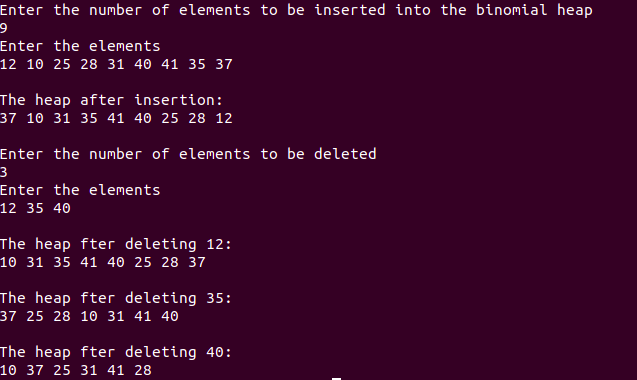 Enter the number of elements to be inserted into the binomial heap
9
Enter the elements
12 10 25 28 31 40 41 35 37
The heap after insertion:
37 10 31 35 41 40 25 28 12
Enter the number of elements to be deleted
3
Enter the elements
12 35 40
The heap fter deleting 12:
10 31 35 41 40 25 28 37
The heap fter deleting 35:
37 25 28 10 31 41 40
The heap fter deleting 40:
10 37 25 31 41 28